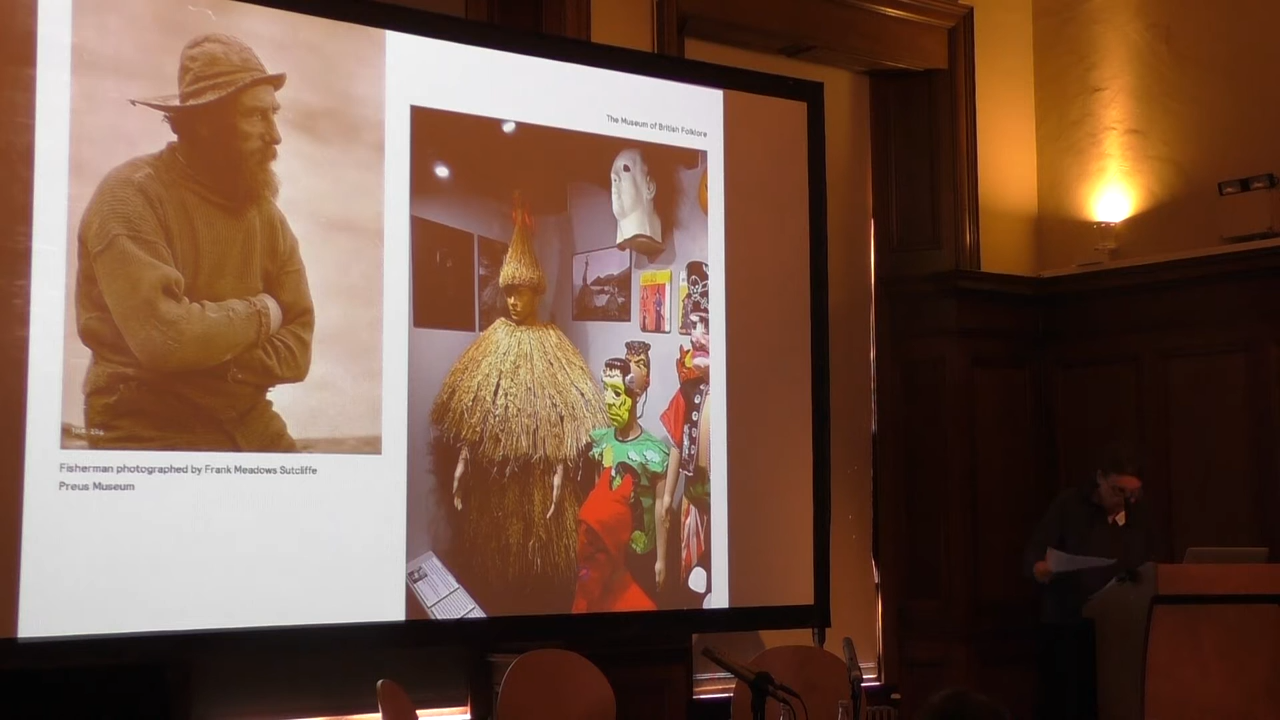 The Museum of British Folklore
Fisherman photographed by Frank Meadows Sutcliffe
Preus Museum